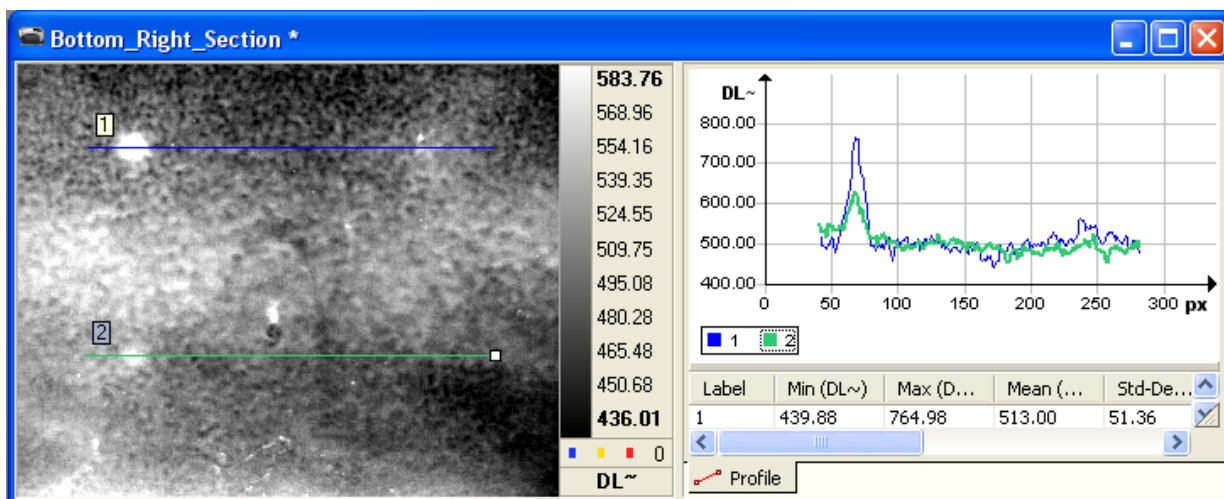 Bottom_Right_Section *
1
2
583.76
568.96
554.16
539.35
524.55
509.75
495.08
480.28
465.48
450.68
436.01
0
DL~
DL~
800.00
700.00
600.00
500.00
400.00
0 50 100 150 200 250 300 px
1 2
Label Min (DL~) Max (D... Mean (... Std-De...
1 439.88 764.98 513.00 51.36
Profile